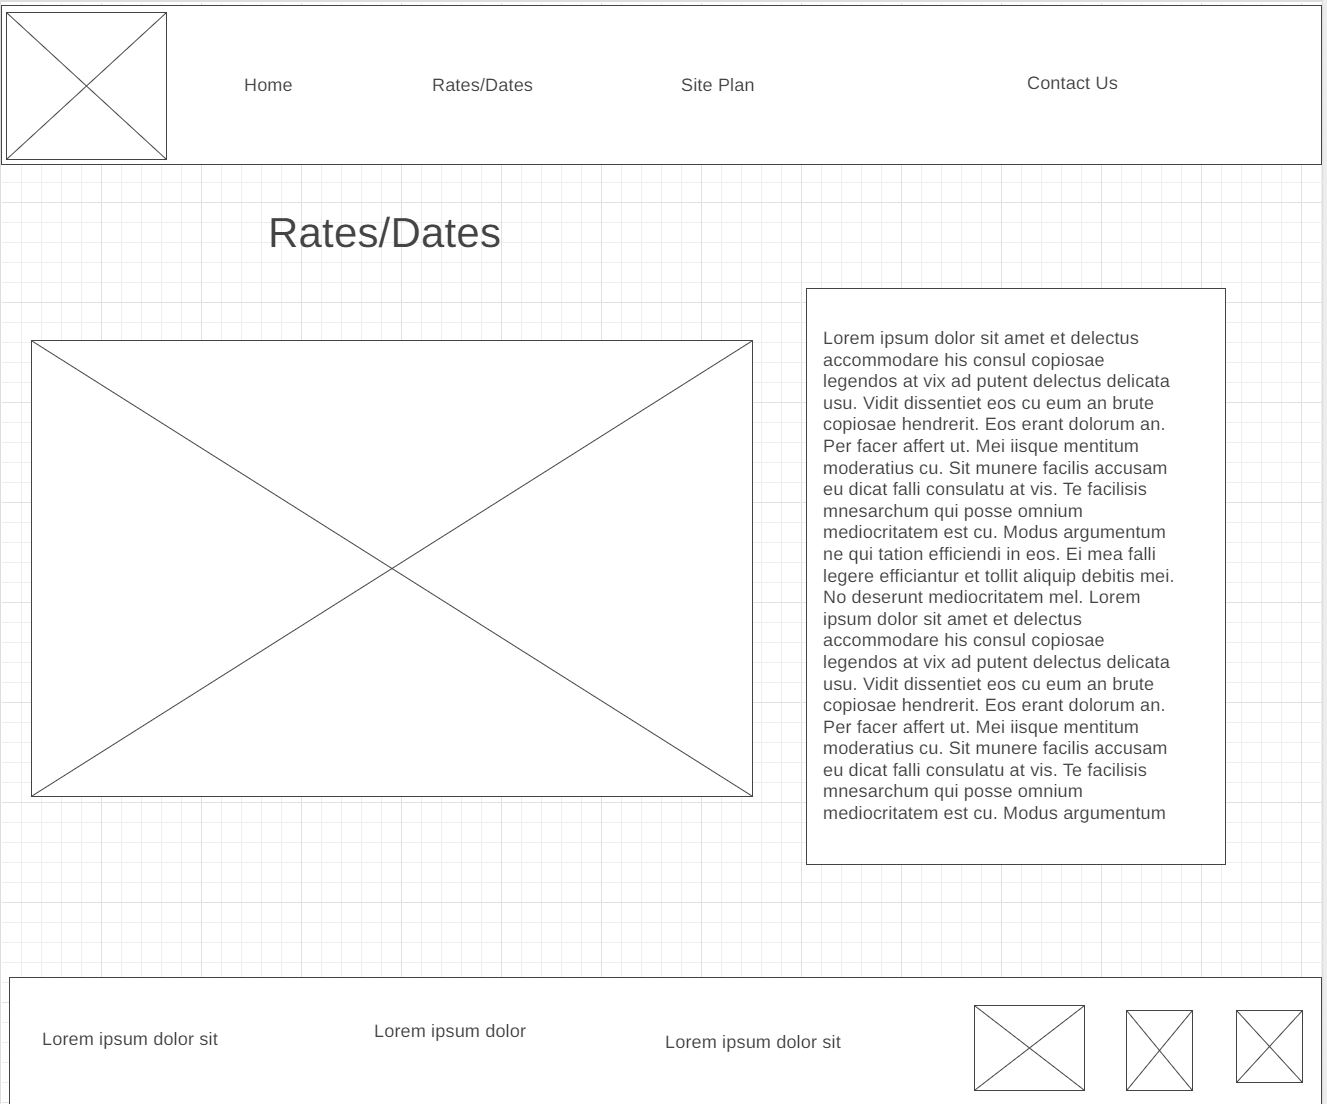 Home
Rates/Dates
Site Plan
Contact Us
Rates/Dates
Lorem ipsum dolor sit amet et delectus
accommodare his consul copiosae
legendos at vix ad putent delectus delicata
usu. Vidit dissentiet eos cu eum an brute
copiosae hendrerit. Eos erant dolorum an.
Per facer affert ut. Mei iisque mentitum
moderatius cu. Sit munere facilis accusam
eu dicat falli consulatu at vis. Te facilisis
mnesarchum qui posse omnium
mediocritatem est cu. Modus argumentum
ne qui tation efficiendi in eos. Ei mea falli
legere efficiantur et tollit aliquip debitis mei.
No deserunt mediocritatem mel. Lorem
ipsum dolor sit amet et delectus
accommodare his consul copiosae
legendos at vix ad putent delectus delicata
usu. Vidit dissentiet eos cu eum an brute
copiosae hendrerit. Eos erant dolorum an.
Per facer affert ut. Mei iisque mentitum
moderatius cu. Sit munere facilis accusam
eu dicat falli consulatu at vis. Te facilisis
mnesarchum qui posse omnium
mediocritatem est cu. Modus argumentum
Lorem ipsum dolor sit
Lorem ipsum dolor
Lorem ipsum dolor sit